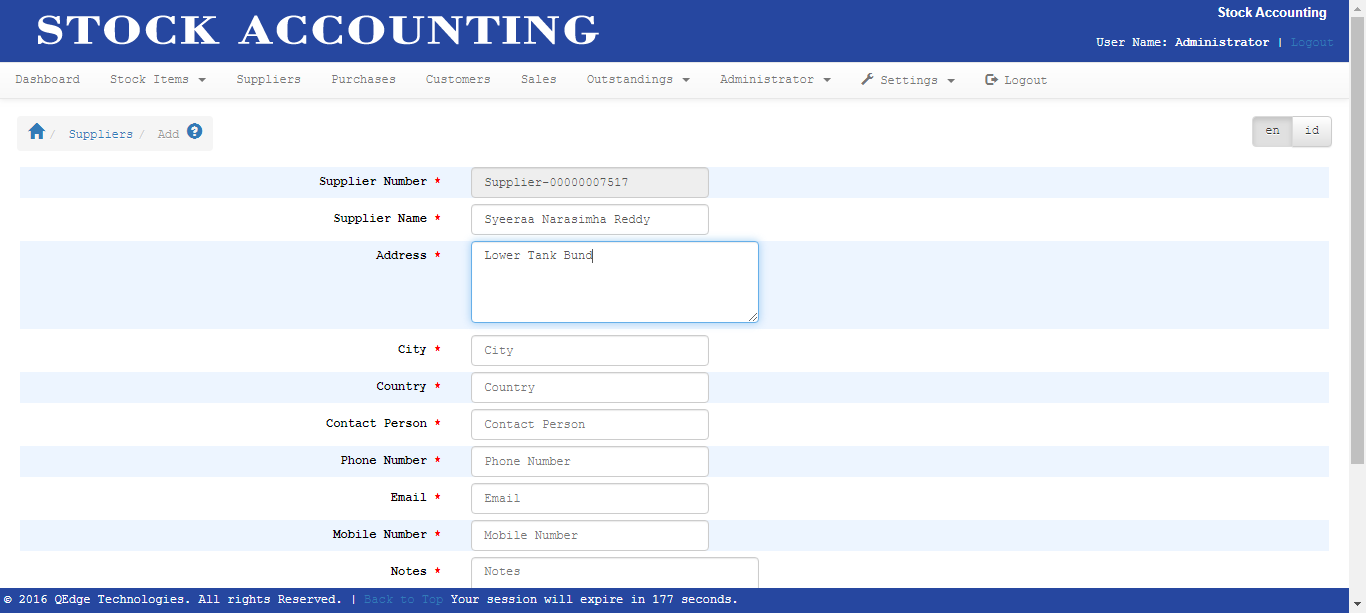 STOCK ACCOUNTING
Stock Accounting
User Name: Administrator | Logout
Dashboard Stock Items Suppliers Purchases Customers Sales Outstandings Administrator Settings Logout
/ Suppliers / Add ?
en id
Supplier Number * Supplier-00000007517
Supplier Name * Syeeraa Narasimha Reddy
Address * Lower Tank Bund
City * City
Country * Country
Contact Person * Contact Person
Phone Number * Phone Number
Email * Email
Mobile Number * Mobile Number
Notes * Notes
© 2016 QEdge Technologies. All rights Reserved. | Back to Top Your session will expire in 177 seconds.